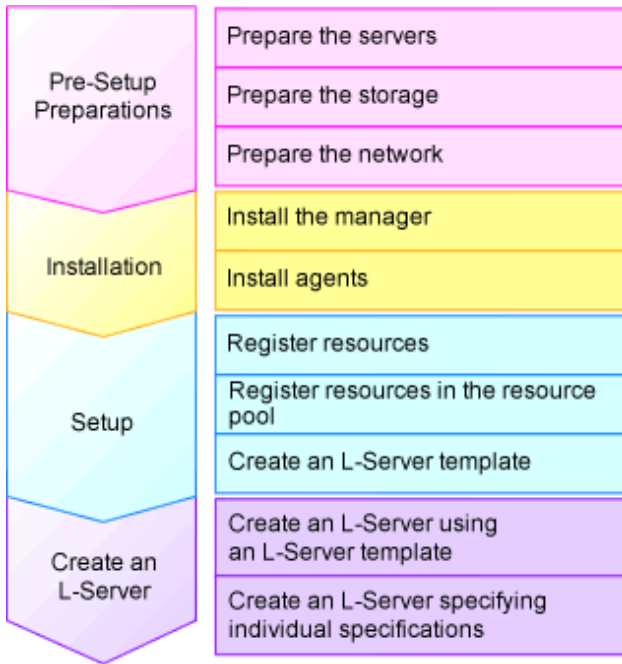 Pre-Setup
Preparations
Prepare the servers
Prepare the storage
Prepare the network
Installation
Install the manager
Install agents
Setup
Register resources
Register resources in the resource
pool
Create an L-Server template
Create an
L-Server
Create an L-Server using
an L-Server template
Create an L-Server specifying
individual specifications